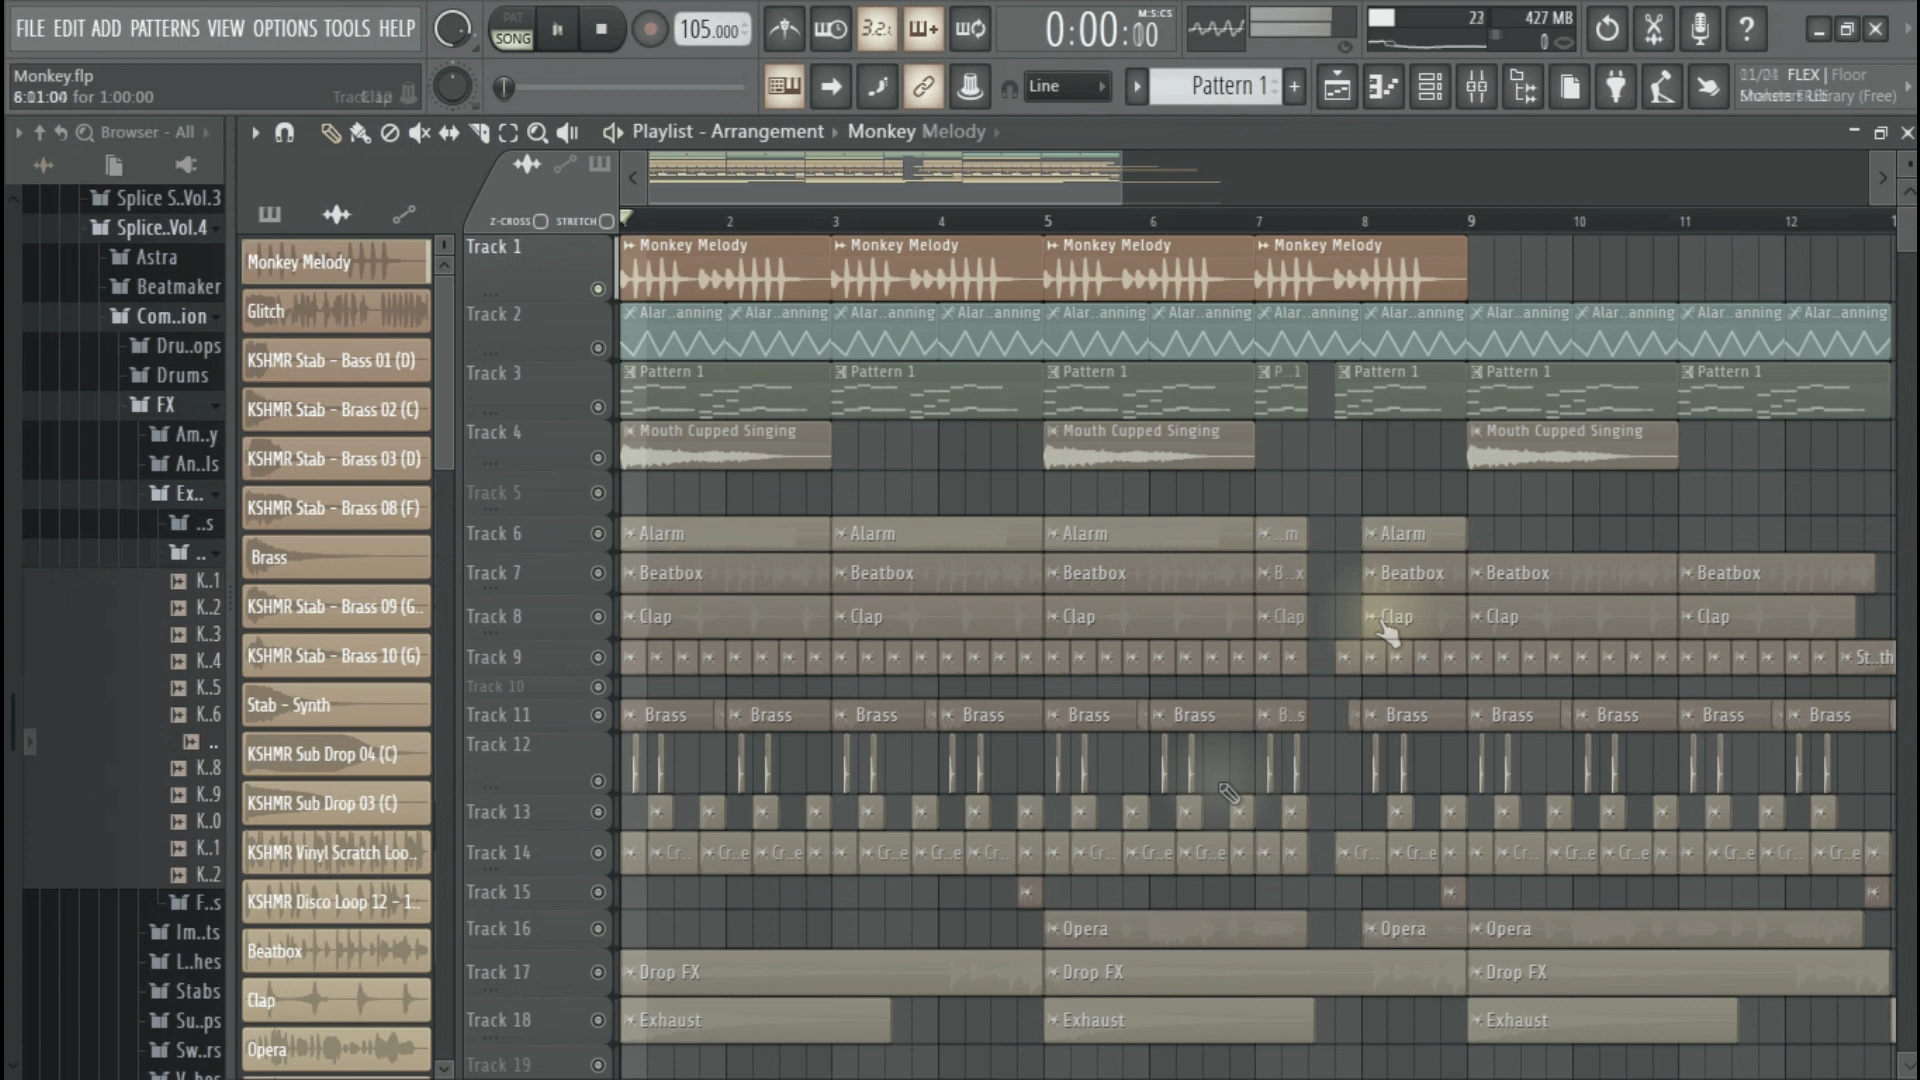 FILE EDIT ADD PATTERNS VIEW OPTIONS TOOLS HELP
PAT
SONG
105.000
3.2.
0:00:00
M:S:CS
23
427 MB
0
Monkey.flp
for 1:00:00
Line
Pattern 1
FLEX | Floor
Library (Free)
Browser - All
Playlist - Arrangement
Monkey Melody
Z-CROSS
STRETCH
2 3 4 5 6 7 8 9 10 11 12
Splice S..Vol.3
Splice..Vol.4
Astra
Beatmaker
Com..ion
Dru..ops
Drums
FX
Am..y
An..ls
Ex..
..s
..
K..1
K..2
K..3
K..4
K..5
K..6
..
K..8
K..9
K..0
K..1
K..2
F..s
Im..ts
L..hes
Stabs
Su..ps
Sw..rs
Monkey Melody
Glitch
KSHMR Stab - Bass 01 (D)
KSHMR Stab - Brass 02 (C)
KSHMR Stab - Brass 03 (D)
KSHMR Stab - Brass 08 (F)
Brass
KSHMR Stab - Brass 09 (G..
KSHMR Stab - Brass 10 (G)
Stab - Synth
KSHMR Sub Drop 04 (C)
KSHMR Sub Drop 03 (C)
KSHMR Vinyl Scratch Loo..
KSHMR Disco Loop 12 - 1..
Beatbox
Clap
Opera
Track 1 Monkey Melody Monkey Melody Monkey Melody Monkey Melody
Track 2 Alar..anning Alar..anning Alar..anning Alar..anning Alar..anning Alar..anning Alar..anning Alar..anning Alar..anning Alar..anning Alar..anning Alar..anning
Track 3 Pattern 1 Pattern 1 Pattern 1 P..1 Pattern 1 Pattern 1 Pattern 1
Track 4 Mouth Cupped Singing Mouth Cupped Singing Mouth Cupped Singing
Track 5
Track 6 Alarm Alarm Alarm ..m Alarm
Track 7 Beatbox Beatbox Beatbox B..x Beatbox Beatbox Beatbox
Track 8 Clap Clap Clap Clap Clap Clap Clap
Track 9 St..th
Track 10
Track 11 Brass Brass Brass Brass Brass Brass B..s Brass Brass Brass Brass Brass
Track 12
Track 13
Track 14 Cr.. Cr..e Cr..e Cr..e Cr..e Cr.. Cr..e Cr..e Cr.. Cr..e Cr.. Cr..e Cr..e Cr.. Cr..e
Track 15
Track 16 Opera Opera Opera
Track 17 Drop FX Drop FX Drop FX
Track 18 Exhaust Exhaust Exhaust
Track 19